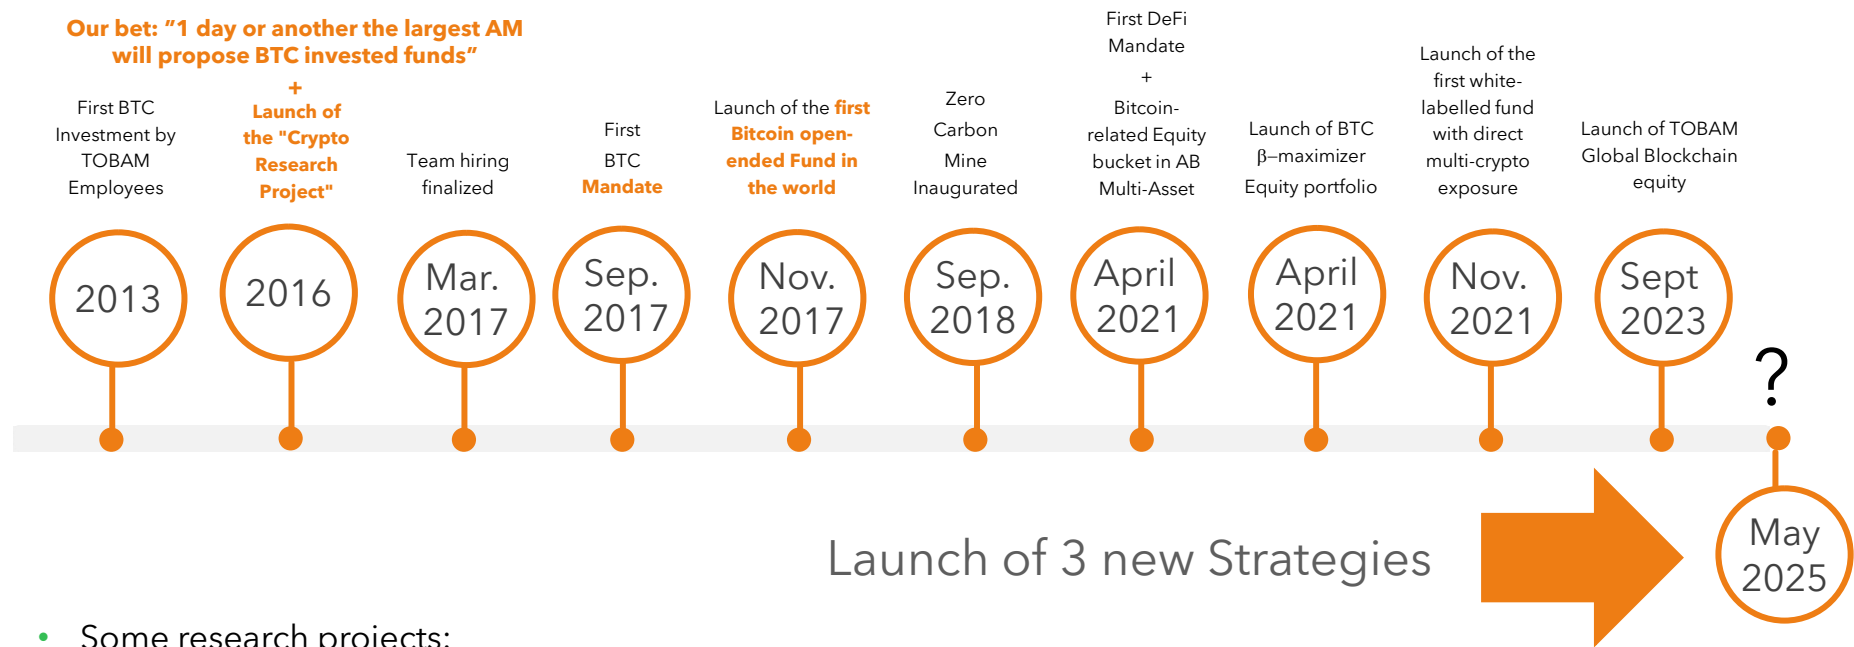 Our bet: ”1 day or another the largest AM
will propose BTC invested funds”
+
First BTC
Investment by
TOBAM
Employees
2013
Launch of
the "Crypto
Research
Project"
2016
Team hiring
finalized
Mar.
2017
First
BTC
Mandate
Sep.
2017
Launch of the first
Bitcoin open-
ended Fund in
the world
Nov.
2017
Zero
Carbon
Mine
Inaugurated
Sep.
2018
First DeFi
Mandate
+
Bitcoin-
related Equity
bucket in AB
Multi-Asset
April
2021
Launch of BTC
β–maximizer
Equity portfolio
April
2021
Launch of the
first white-
labelled fund
with direct
multi-crypto
exposure
Nov.
2021
Launch of TOBAM
Global Blockchain
equity
Sept
2023
?
Launch of 3 new Strategies
May
2025
• Some research projects: